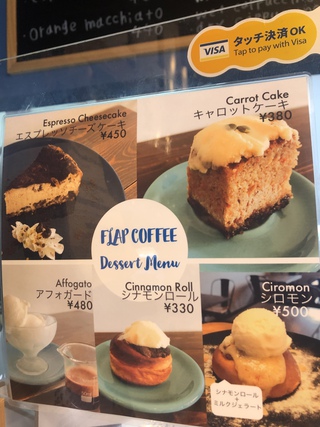 Orange macchiato
VISA タッチ決済OK
Tap to pay with Visa
Espresso Cheesecake
エスプレッソチーズケーキ
¥450
Carrot Cake
キャロットケーキ
¥380
FLAP COFFEE
Dessert Menu
Affogato
アフォガード
¥480
Cinnamon Roll
シナモンロール
¥330
Ciromon
シロモン
¥500
シナモンロール
+
ミルクジェラート